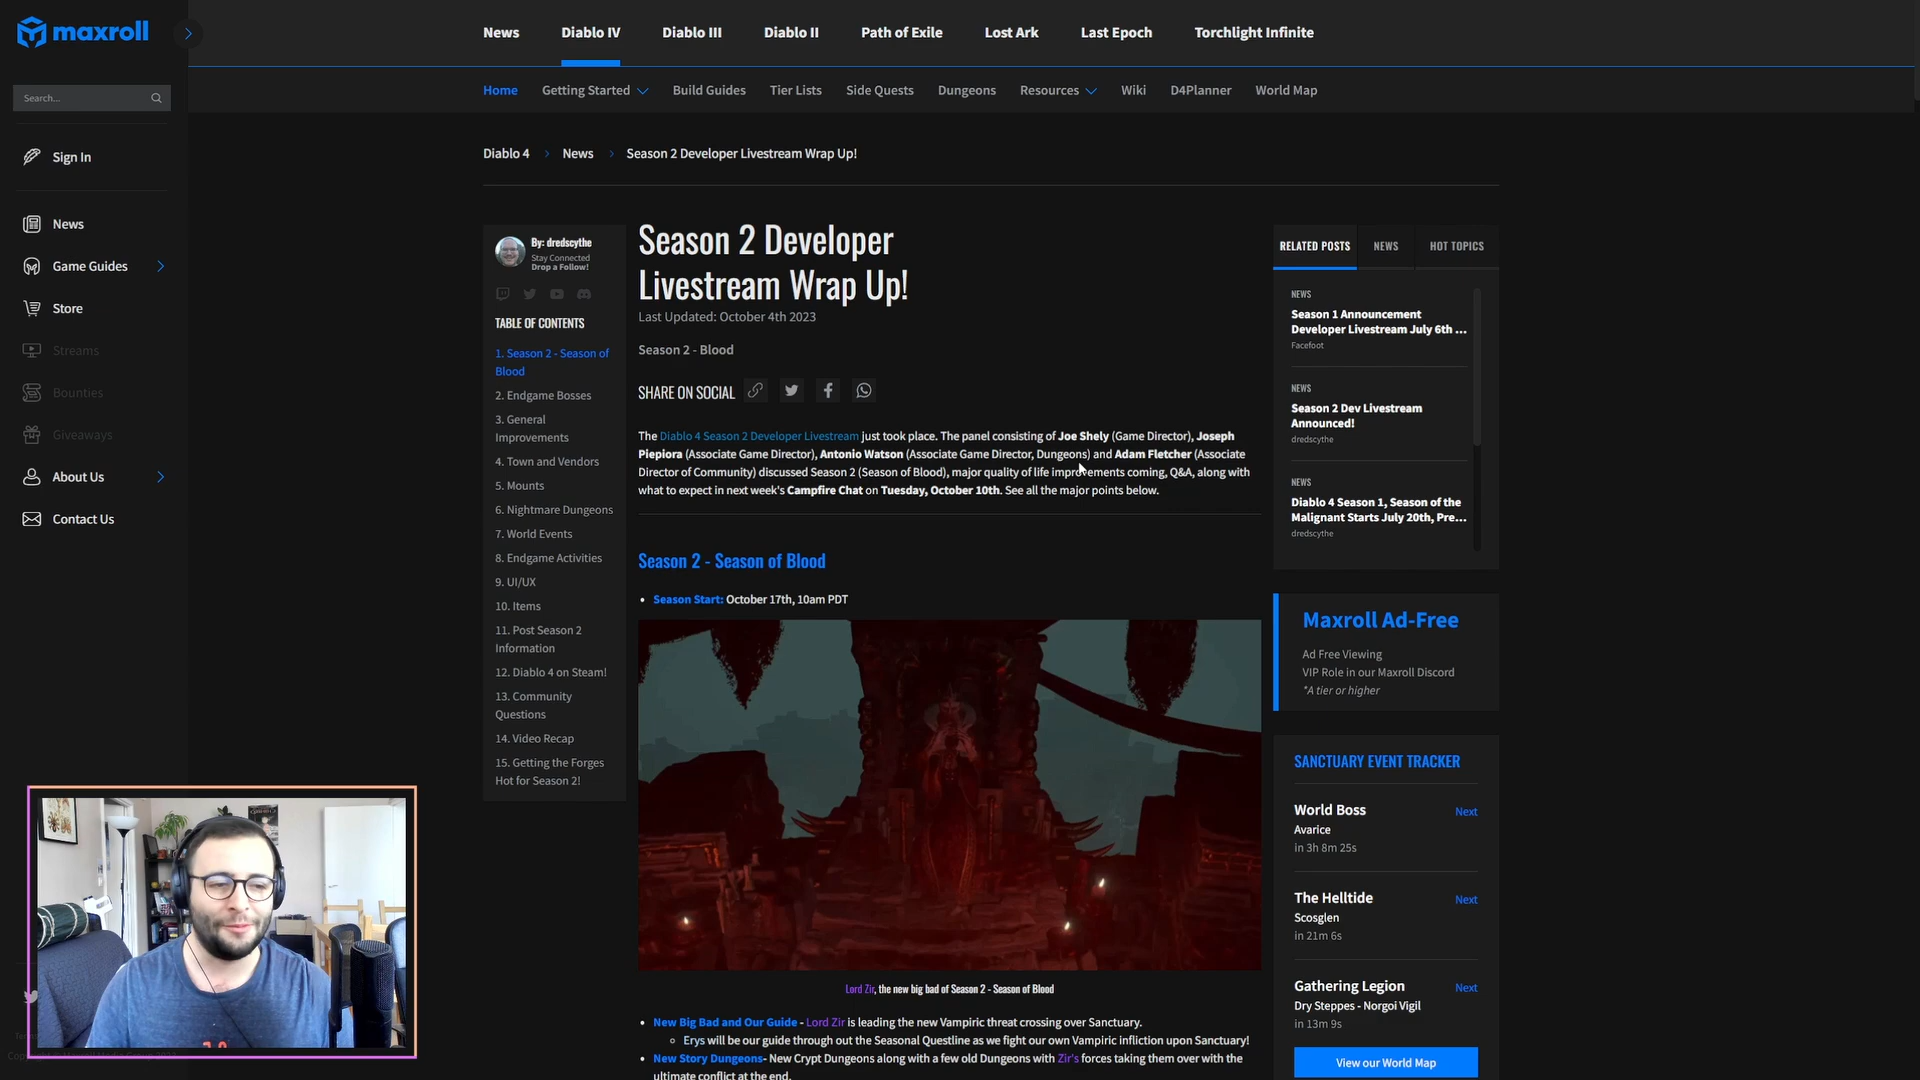 maxroll
News
Diablo IV
Diablo III
Diablo II
Path of Exile
Lost Ark
Last Epoch
Torchlight Infinite
Search...
Home
Getting Started
Build Guides
Tier Lists
Side Quests
Dungeons
Resources
Wiki
D4Planner
World Map
Sign In
News
Game Guides
Store
Streams
Bounties
Giveaways
About Us
Contact Us
Diablo 4
News
Season 2 Developer Livestream Wrap Up!
By: dredscythe
Stay Connected
Drop a Follow!
TABLE OF CONTENTS
1. Season 2 - Season of
Blood
2. Endgame Bosses
3. General
Improvements
4. Town and Vendors
5. Mounts
6. Nightmare Dungeons
7. World Events
8. Endgame Activities
9. UI/UX
10. Items
11. Post Season 2
Information
12. Diablo 4 on Steam!
13. Community
Questions
14. Video Recap
15. Getting the Forges
Hot for Season 2!
Season 2 Developer
Livestream Wrap Up!
Last Updated: October 4th 2023
Season 2 - Blood
SHARE ON SOCIAL
The Diablo 4 Season 2 Developer Livestream just took place. The panel consisting of Joe Shely (Game Director), Joseph
Piepiora (Associate Game Director), Antonio Watson (Associate Game Director, Dungeons) and Adam Fletcher (Associate
Director of Community) discussed Season 2 (Season of Blood), major quality of life improvements coming, Q&A, along with
what to expect in next week's Campfire Chat on Tuesday, October 10th. See all the major points below.
Season 2 - Season of Blood
• Season Start: October 17th, 10am PDT
Lord Zir, the new big bad of Season 2 - Season of Blood
• New Big Bad and Our Guide - Lord Zir is leading the new Vampiric threat crossing over Sanctuary.
Erys will be our guide through out the Seasonal Questline as we fight our own Vampiric infliction upon Sanctuary!
• New Story Dungeons- New Crypt Dungeons along with a few old Dungeons with Zir's forces taking them over with the
ultimate conflict at the end.
RELATED POSTS
NEWS
HOT TOPICS
NEWS
Season 1 Announcement
Developer Livestream July 6th ...
Facefoot
NEWS
Season 2 Dev Livestream
Announced!
dredscythe
NEWS
Diablo 4 Season 1, Season of the
Malignant Starts July 20th, Pre...
dredscythe
Maxroll Ad-Free
Ad Free Viewing
VIP Role in our Maxroll Discord
*A tier or higher
SANCTUARY EVENT TRACKER
World Boss
Next
Avarice
in 3h 8m 25s
The Helltide
Next
Scosglen
in 21m 6s
Gathering Legion
Next
Dry Steppes - Norgoi Vigil
in 13m 9s
View our World Map